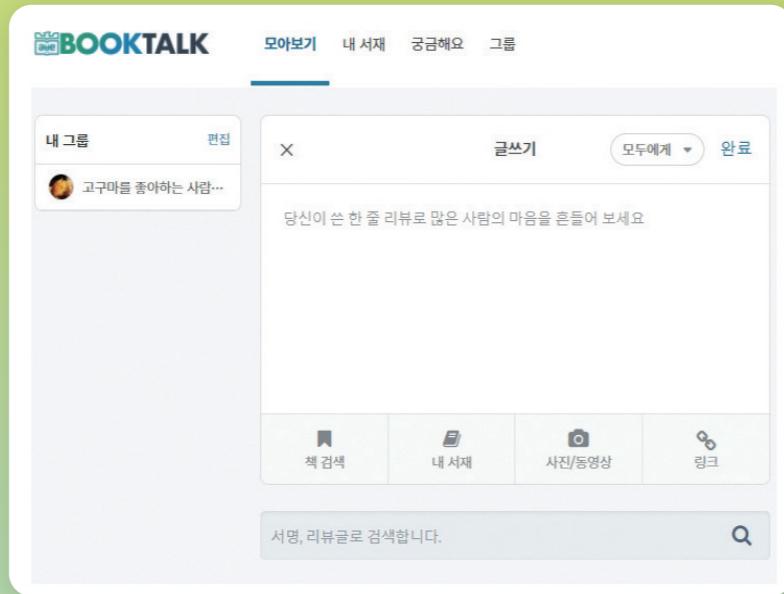 BOOKTALK
모아보기 내 서재 궁금해요 그룹
내 그룹 편집
고구마를 좋아하는 사람…
× 글쓰기 모두에게 완료
당신이 쓴 한 줄 리뷰로 많은 사람의 마음을 흔들어 보세요
책 검색 내 서재 사진/동영상 링크
서명, 리뷰글로 검색합니다.